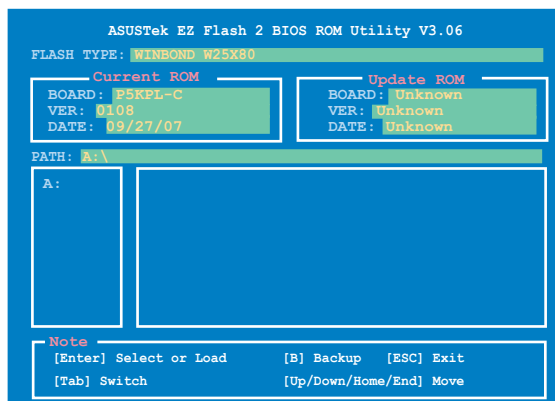 ASUSTek EZ Flash 2 BIOS ROM Utility V3.06
FLASH TYPE: WINBOND W25X80
Current ROM
BOARD: P5KPL-C
VER: 0108
DATE: 09/27/07
Update ROM
BOARD: Unknown
VER: Unknown
DATE: Unknown
PATH: A:\
A:
Note
[Enter] Select or Load [B] Backup [ESC] Exit
[Tab] Switch [Up/Down/Home/End] Move